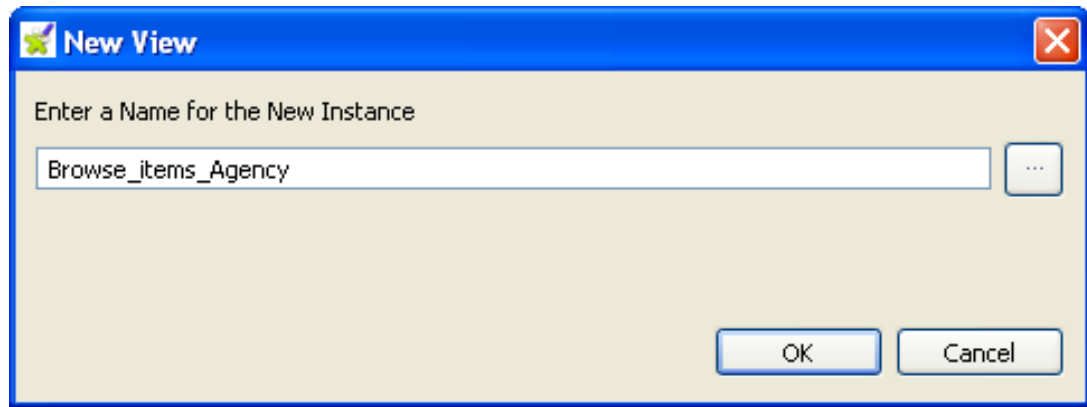 New View
Enter a Name for the New Instance
Browse_items_Agency
...
OK Cancel